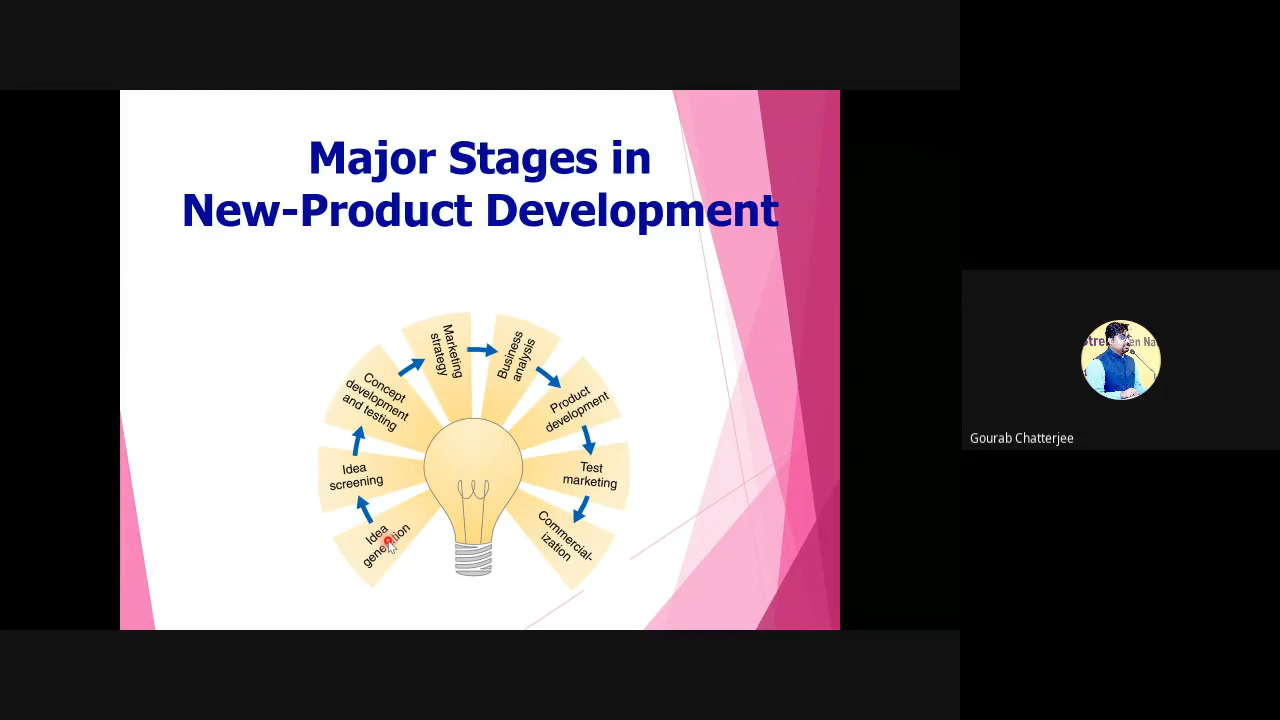 Major Stages in
New-Product Development
Idea
generation
Idea
screening
Concept
development
and testing
Marketing
strategy
Business
analysis
Product
development
Test
marketing
Commercial-
ization
Gourab Chatterjee